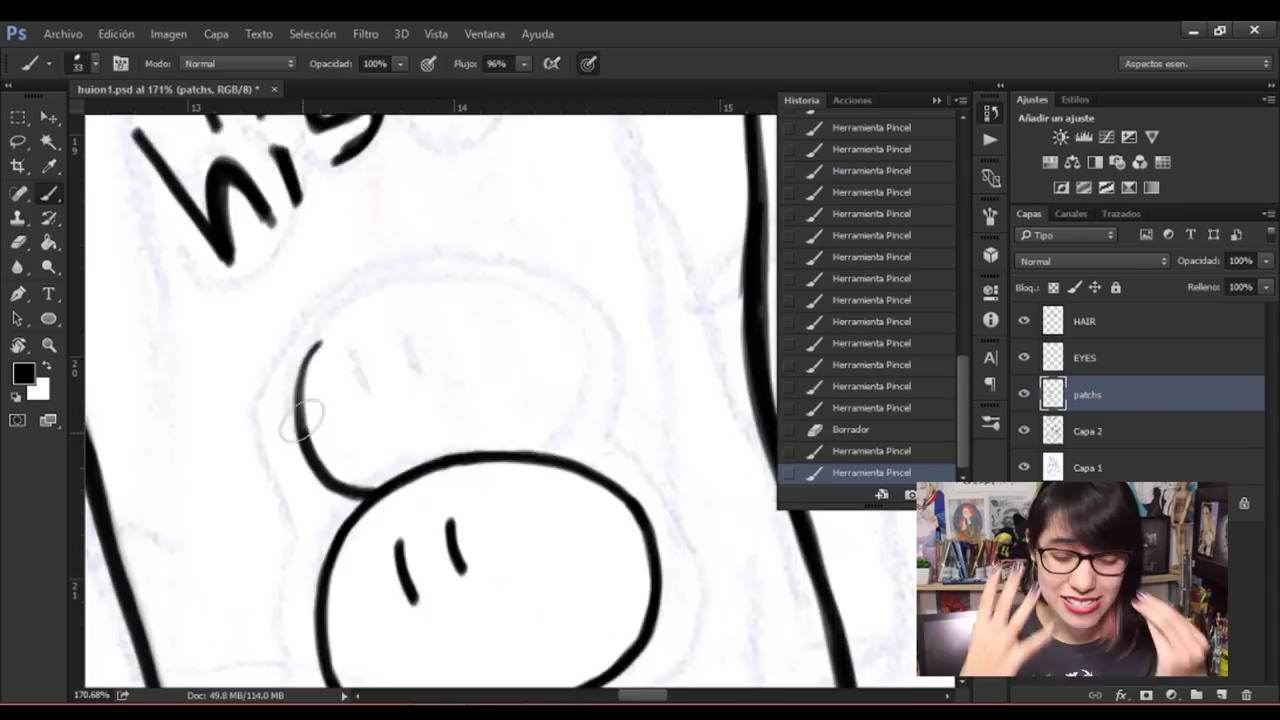 Ps Archivo Edición Imagen Capa Texto Selección Filtro 3D Vista Ventana Ayuda
33 Modo: Normal Opacidad: 100% Flujo: 96% Aspectos esen.
huion1.psd al 171% (patchs, RGB/8) * ×
13 14 15
19
20
21
his
Historia Acciones
Herramienta Pincel
Herramienta Pincel
Herramienta Pincel
Herramienta Pincel
Herramienta Pincel
Herramienta Pincel
Herramienta Pincel
Herramienta Pincel
Herramienta Pincel
Herramienta Pincel
Herramienta Pincel
Herramienta Pincel
Herramienta Pincel
Herramienta Pincel
Borrador
Herramienta Pincel
Herramienta Pincel
Ajustes Estilos
Añadir un ajuste
Capas Canales Trazados
Tipo
Normal Opacidad: 100%
Bloq.: Relleno: 100%
HAIR
EYES
patchs
Capa 2
Capa 1
170.68% Doc: 49.8 MB/114.0 MB